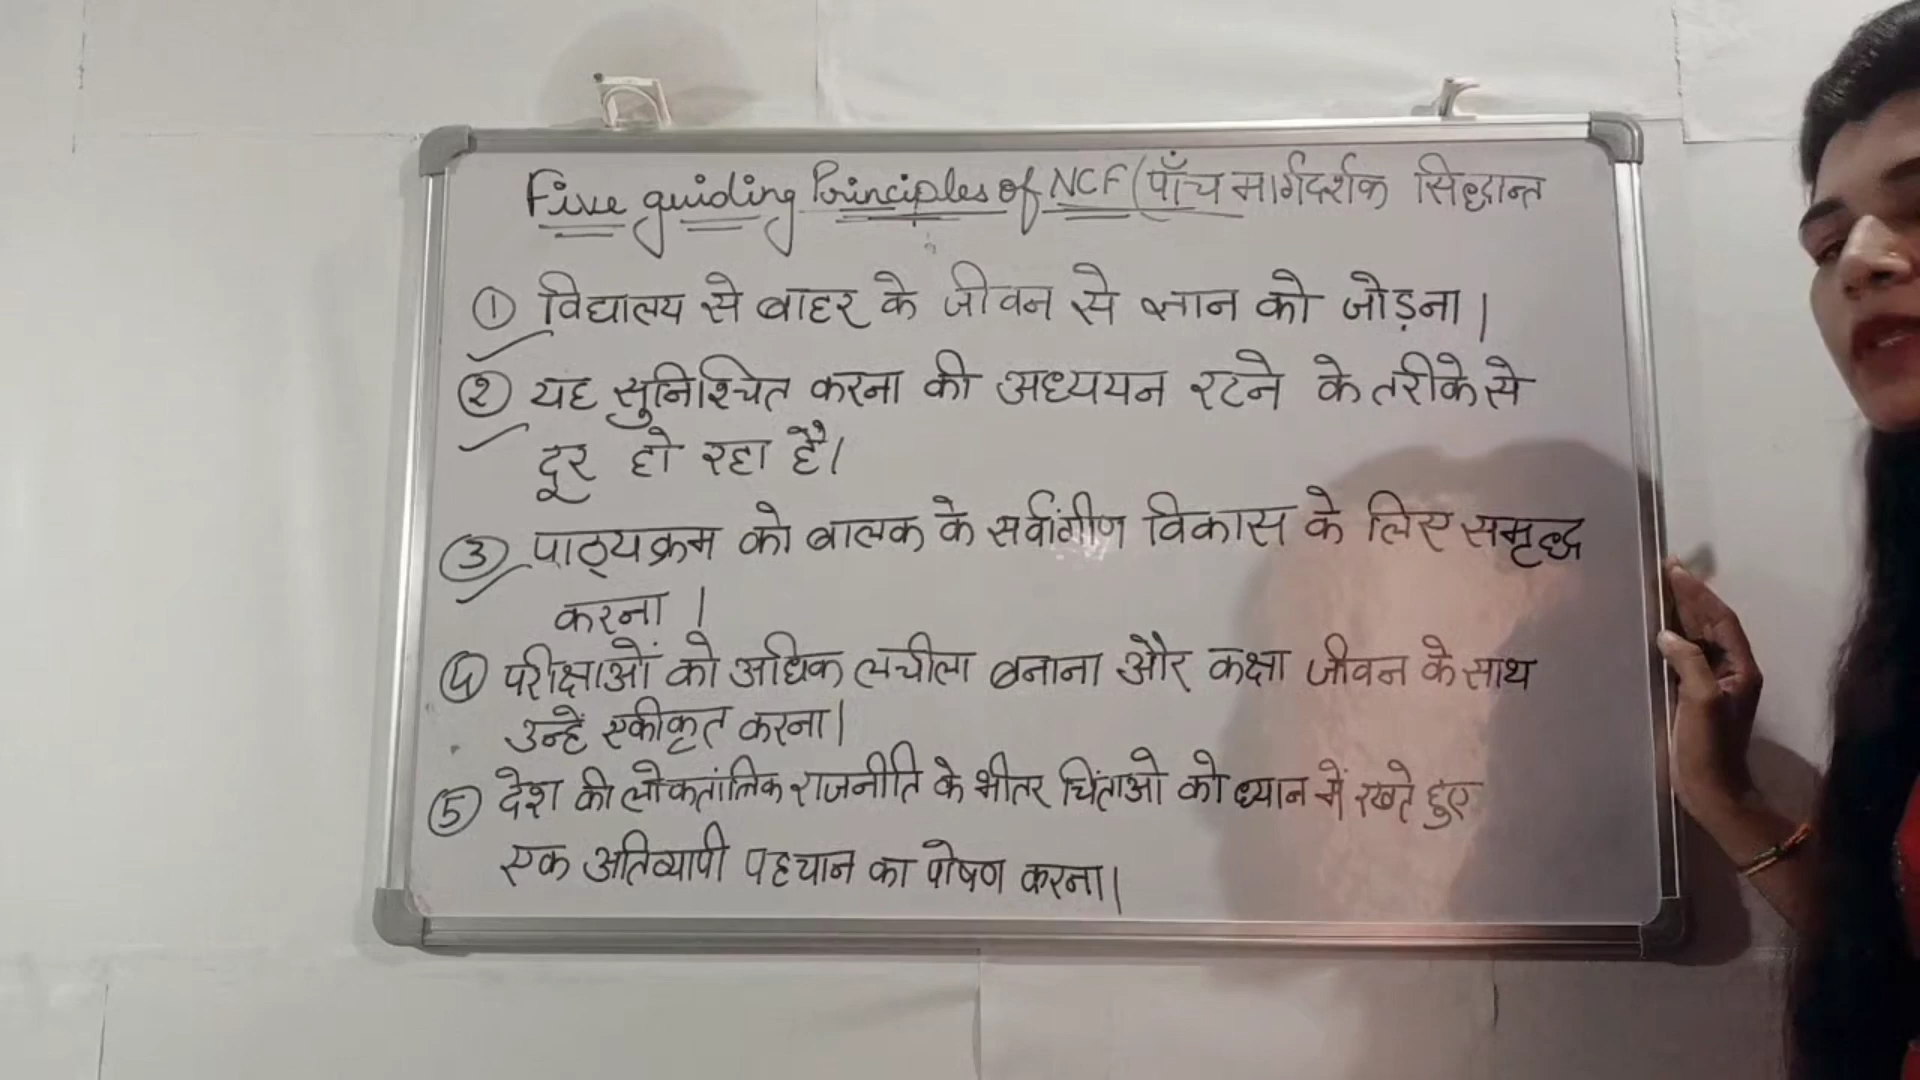 Five guiding Principles of NCF (पाँच मार्गदर्शक सिद्धान्त
① विद्यालय से बाहर के जीवन से ज्ञान को जोड़ना।
② यह सुनिश्चित करना की अध्ययन रटने के तरीके से
दूर हो रहा है।
③ पाठ्यक्रम को बालक के सर्वांगीण विकास के लिए समृद्ध
करना।
④ परीक्षाओं को अधिक लचीला बनाना और कक्षा जीवन के साथ
उन्हें एकीकृत करना।
⑤ देश की लोकतांत्रिक राजनीति के भीतर चिंताओ को ध्यान में रखते हुए
एक अतिव्यापी पहचान का पोषण करना।